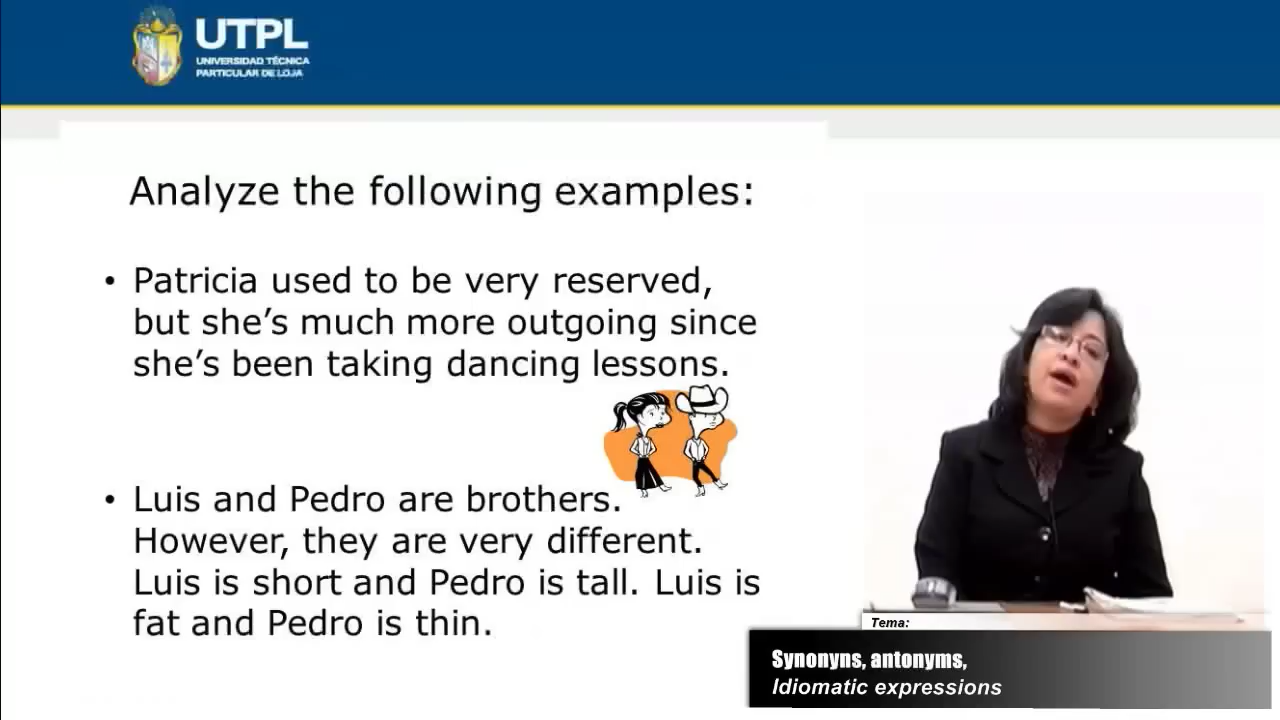 UTPL
UNIVERSIDAD TÉCNICA
PARTICULAR DE LOJA
Analyze the following examples:
• Patricia used to be very reserved,
but she's much more outgoing since
she's been taking dancing lessons.
• Luis and Pedro are brothers.
However, they are very different.
Luis is short and Pedro is tall. Luis is
fat and Pedro is thin.
Tema:
Synonyns, antonyms,
Idiomatic expressions